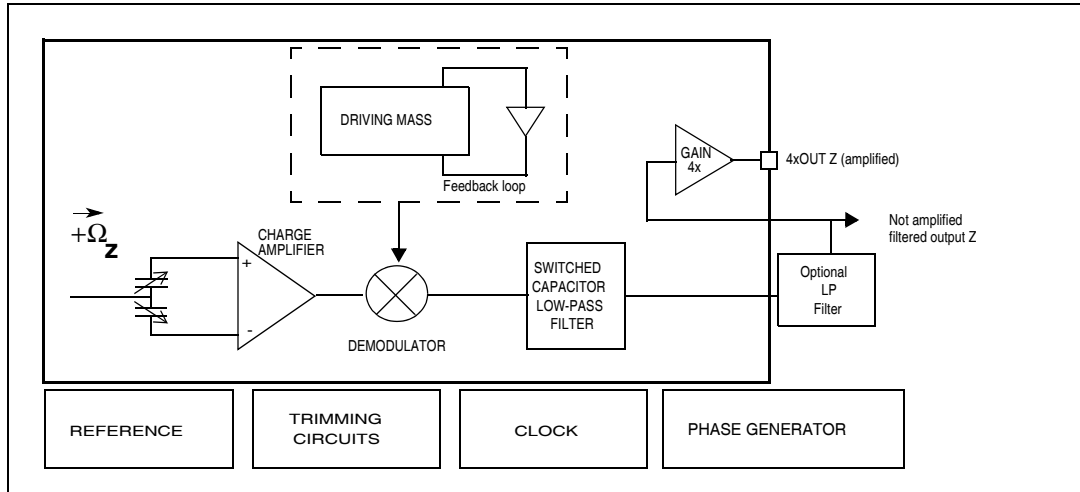 DRIVING MASS
Feedback loop
GAIN
4x
4xOUT Z (amplified)
Not amplified
filtered output Z
+Ω
z
CHARGE
AMPLIFIER
+
-
DEMODULATOR
SWITCHED
CAPACITOR
LOW-PASS
FILTER
Optional
LP
Filter
REFERENCE
TRIMMING
CIRCUITS
CLOCK
PHASE GENERATOR